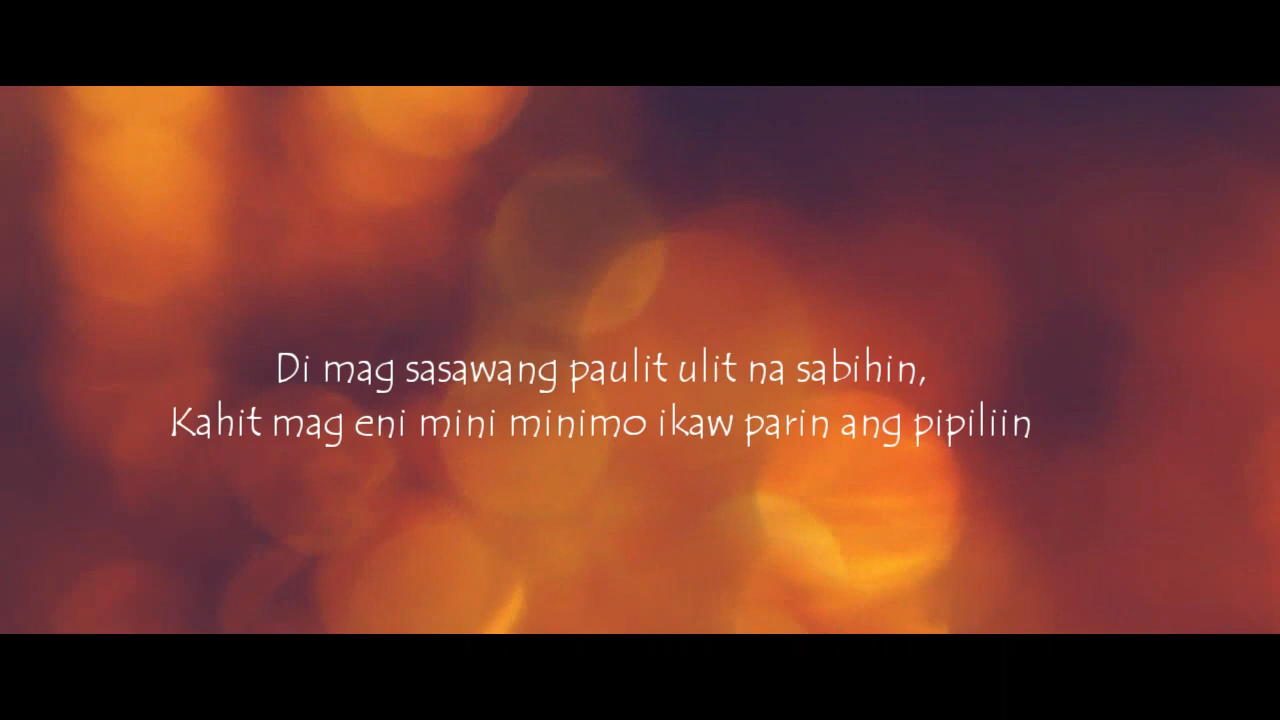 Di mag sasawang paulit ulit na sabihin,
Kahit mag eni mini minimo ikaw parin ang pipiliin